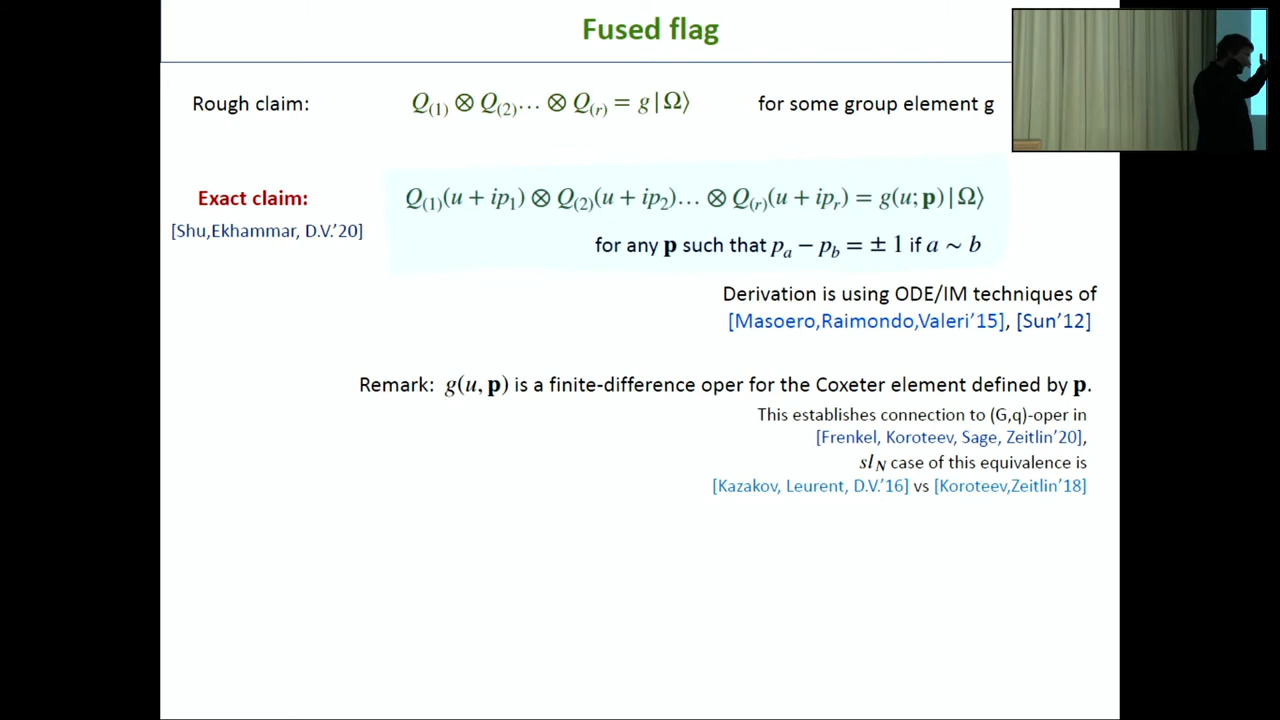 Fused flag
Rough claim: Q₍₁₎ ⊗ Q₍₂₎… ⊗ Q₍ᵣ₎ = g|Ω⟩ for some group element g
Exact claim: Q₍₁₎(u + ip₁) ⊗ Q₍₂₎(u + ip₂)… ⊗ Q₍ᵣ₎(u + ipᵣ) = g(u; p)|Ω⟩
[Shu,Ekhammar, D.V.'20]
for any p such that pₐ − p_b = ± 1 if a ∼ b
Derivation is using ODE/IM techniques of
[Masoero,Raimondo,Valeri'15], [Sun'12]
Remark: g(u, p) is a finite-difference oper for the Coxeter element defined by p.
This establishes connection to (G,q)-oper in
[Frenkel, Koroteev, Sage, Zeitlin'20],
sl_N case of this equivalence is
[Kazakov, Leurent, D.V.'16] vs [Koroteev,Zeitlin'18]